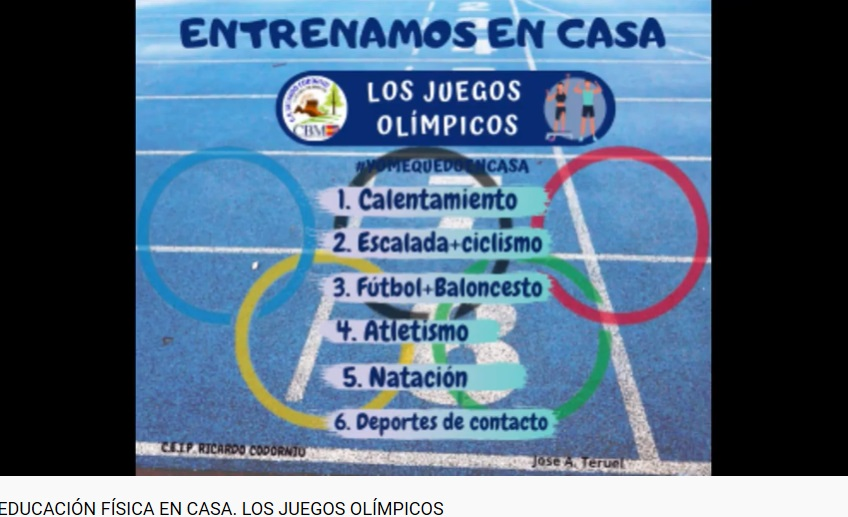 ENTRENAMOS EN CASA
LOS JUEGOS
OLÍMPICOS
CBM
#YOMEQUEDOENCASA
1. Calentamiento
2. Escalada+ciclismo
3. Fútbol+Baloncesto
4. Atletismo
5. Natación
6. Deportes de contacto
C.E.I.P. RICARDO CODORNIU
Jose A. Teruel
EDUCACIÓN FÍSICA EN CASA. LOS JUEGOS OLÍMPICOS